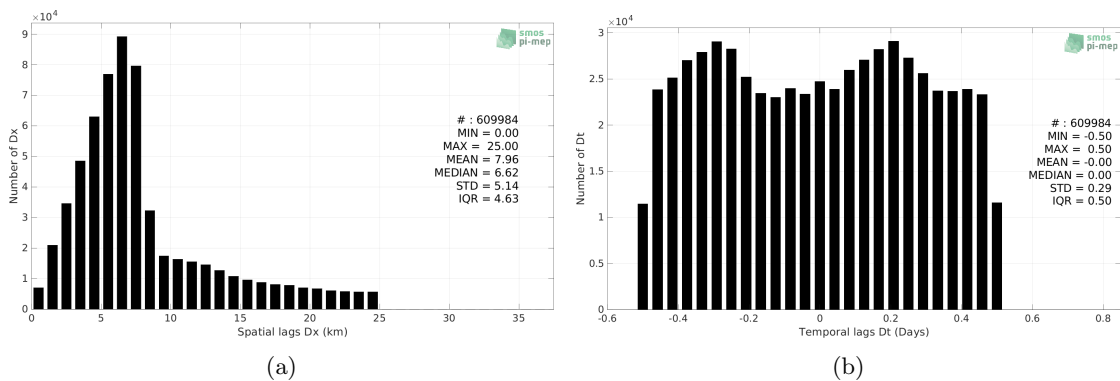 ×10⁴
9
8
7
6
5
4
3
2
1
0
Number of Dx
0 5 10 15 20 25 30 35
Spatial lags Dx (km)
smos
pi-mep
# : 609984
MIN = 0.00
MAX = 25.00
MEAN = 7.96
MEDIAN = 6.62
STD = 5.14
IQR = 4.63
(a)
×10⁴
3
2.5
2
1.5
1
0.5
0
Number of Dt
-0.6 -0.4 -0.2 0 0.2 0.4 0.6 0.8
Temporal lags Dt (Days)
smos
pi-mep
# : 609984
MIN = -0.50
MAX = 0.50
MEAN = -0.00
MEDIAN = 0.00
STD = 0.29
IQR = 0.50
(b)